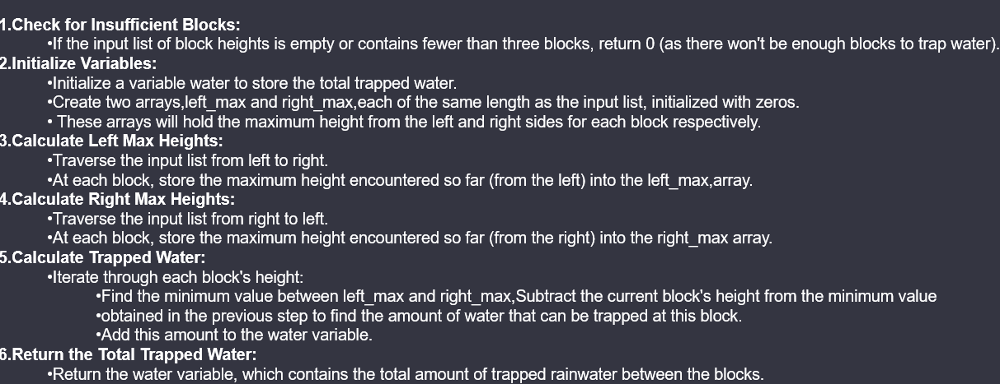 1.Check for Insufficient Blocks:
•If the input list of block heights is empty or contains fewer than three blocks, return 0 (as there won't be enough blocks to trap water).
2.Initialize Variables:
•Initialize a variable water to store the total trapped water.
•Create two arrays,left_max and right_max,each of the same length as the input list, initialized with zeros.
• These arrays will hold the maximum height from the left and right sides for each block respectively.
3.Calculate Left Max Heights:
•Traverse the input list from left to right.
•At each block, store the maximum height encountered so far (from the left) into the left_max,array.
4.Calculate Right Max Heights:
•Traverse the input list from right to left.
•At each block, store the maximum height encountered so far (from the right) into the right_max array.
5.Calculate Trapped Water:
•Iterate through each block's height:
•Find the minimum value between left_max and right_max,Subtract the current block's height from the minimum value
•obtained in the previous step to find the amount of water that can be trapped at this block.
•Add this amount to the water variable.
6.Return the Total Trapped Water:
•Return the water variable, which contains the total amount of trapped rainwater between the blocks.